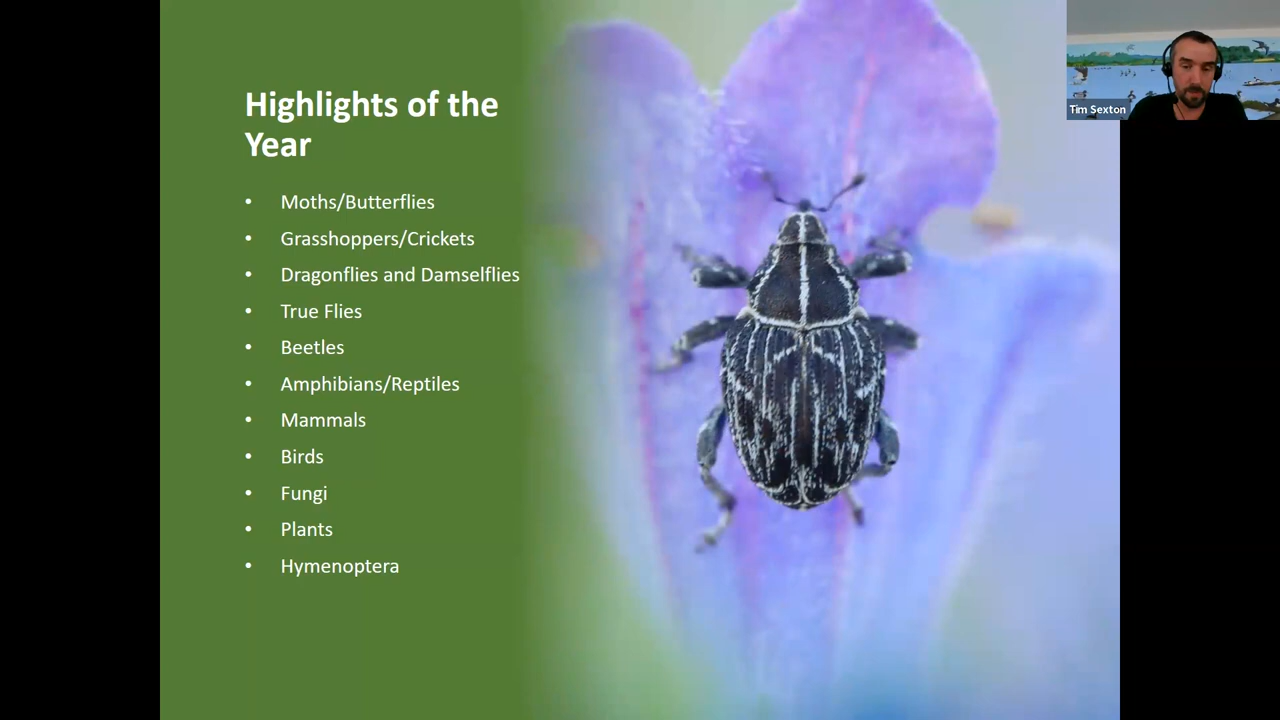 Highlights of the
Year
• Moths/Butterflies
• Grasshoppers/Crickets
• Dragonflies and Damselflies
• True Flies
• Beetles
• Amphibians/Reptiles
• Mammals
• Birds
• Fungi
• Plants
• Hymenoptera
Tim Sexton